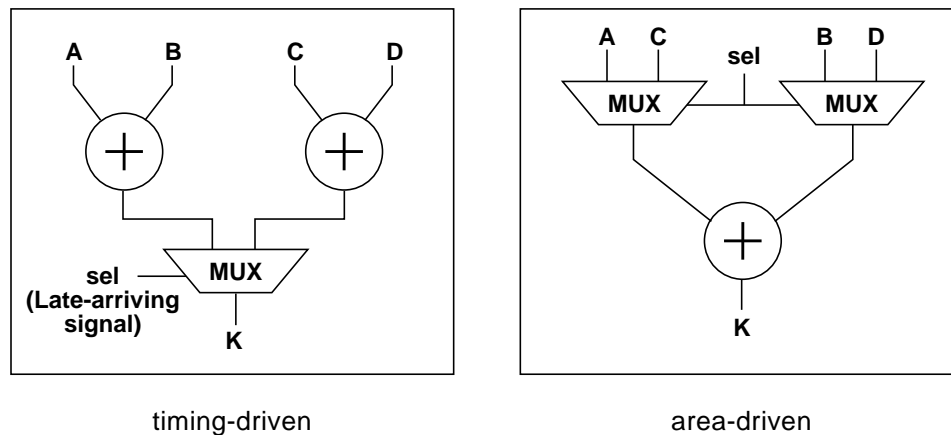 A B C D
+ +
MUX
sel
(Late-arriving
signal)
K
A C B D
sel
MUX MUX
+
K
timing-driven area-driven